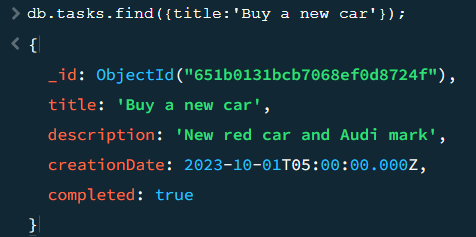 > db.tasks.find({title:'Buy a new car'});
< {
_id: ObjectId("651b0131bcb7068ef0d8724f"),
title: 'Buy a new car',
description: 'New red car and Audi mark',
creationDate: 2023-10-01T05:00:00.000Z,
completed: true
}